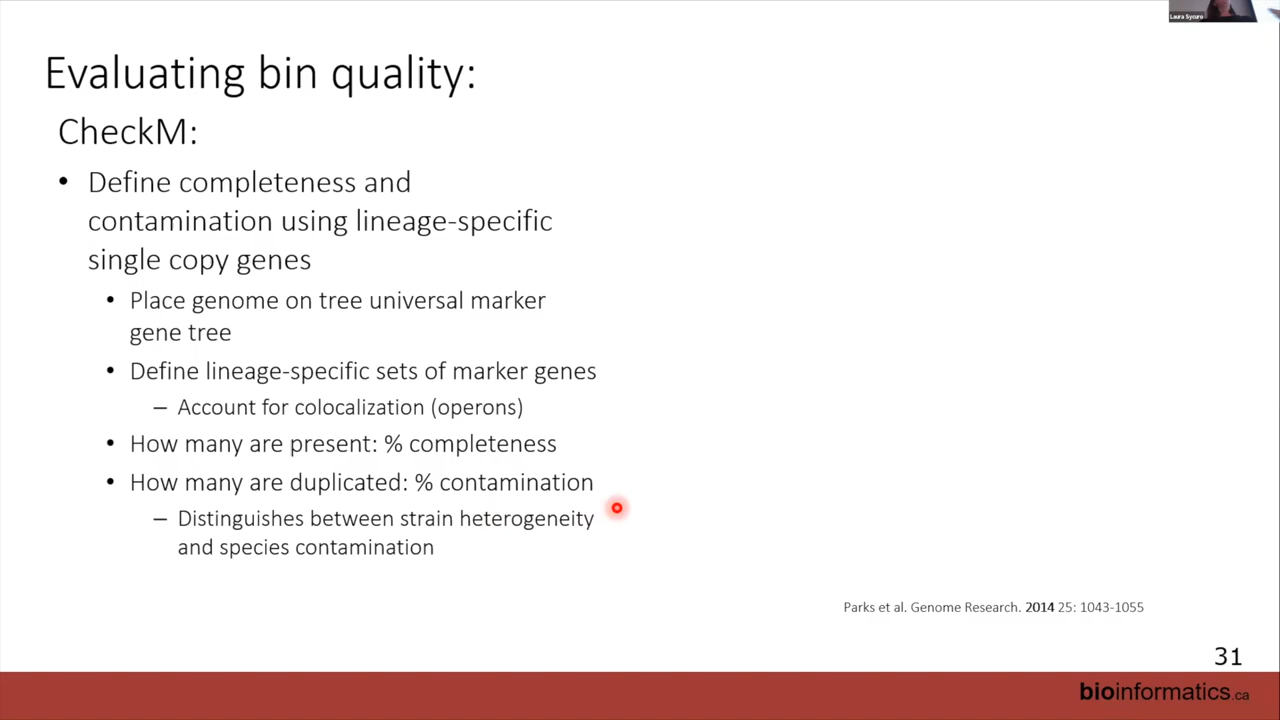 Laura Sycuro
Evaluating bin quality:
CheckM:
• Define completeness and
contamination using lineage-specific
single copy genes
• Place genome on tree universal marker
gene tree
• Define lineage-specific sets of marker genes
– Account for colocalization (operons)
• How many are present: % completeness
• How many are duplicated: % contamination
– Distinguishes between strain heterogeneity
and species contamination
Parks et al. Genome Research. 2014 25: 1043-1055
31
bioinformatics.ca